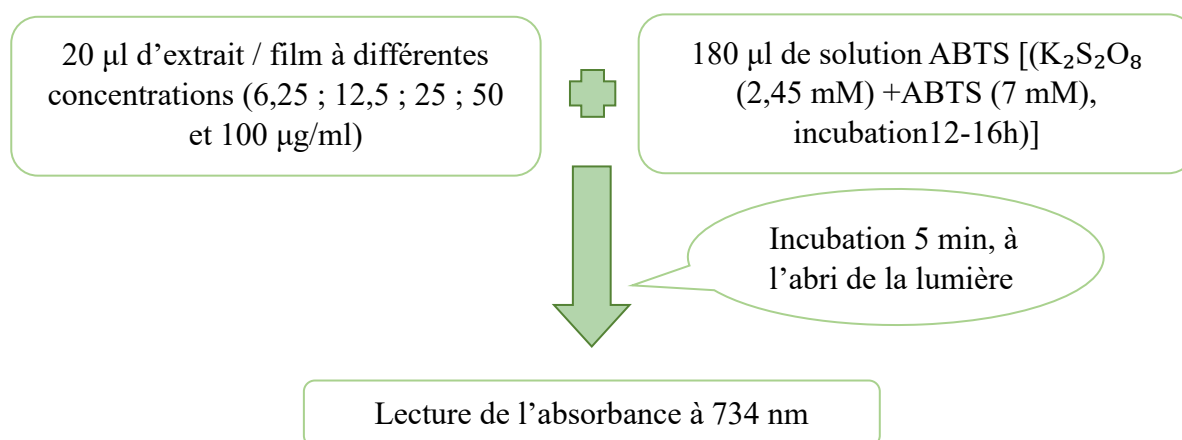 20 µl d’extrait / film à différentes
concentrations (6,25 ; 12,5 ; 25 ; 50
et 100 µg/ml)
180 µl de solution ABTS [(K₂S₂O₈
(2,45 mM) +ABTS (7 mM),
incubation12-16h)]
Incubation 5 min, à
l’abri de la lumière
Lecture de l’absorbance à 734 nm